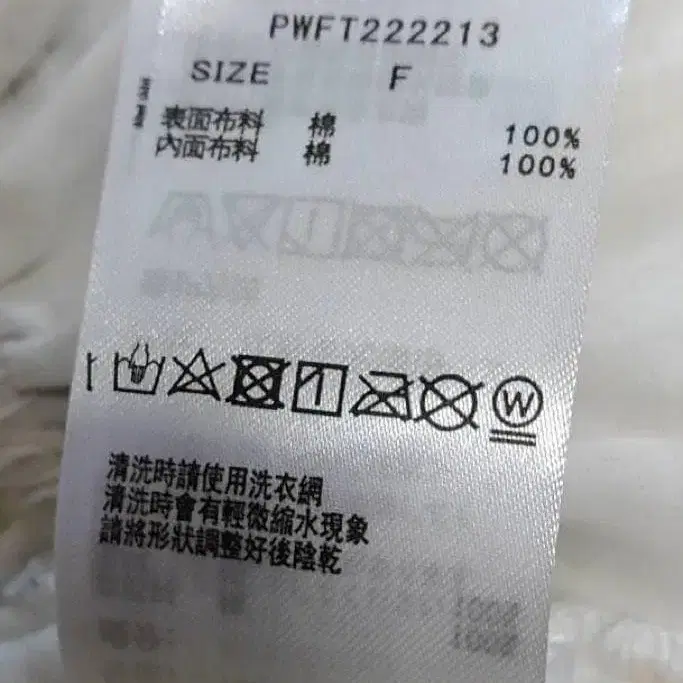 PWFT222213
SIZE F
表面布料 棉 100%
內面布料 棉 100%
W
清洗時請使用洗衣網
清洗時會有輕微縮水現象
請將形狀調整好後陰乾
100%
100%